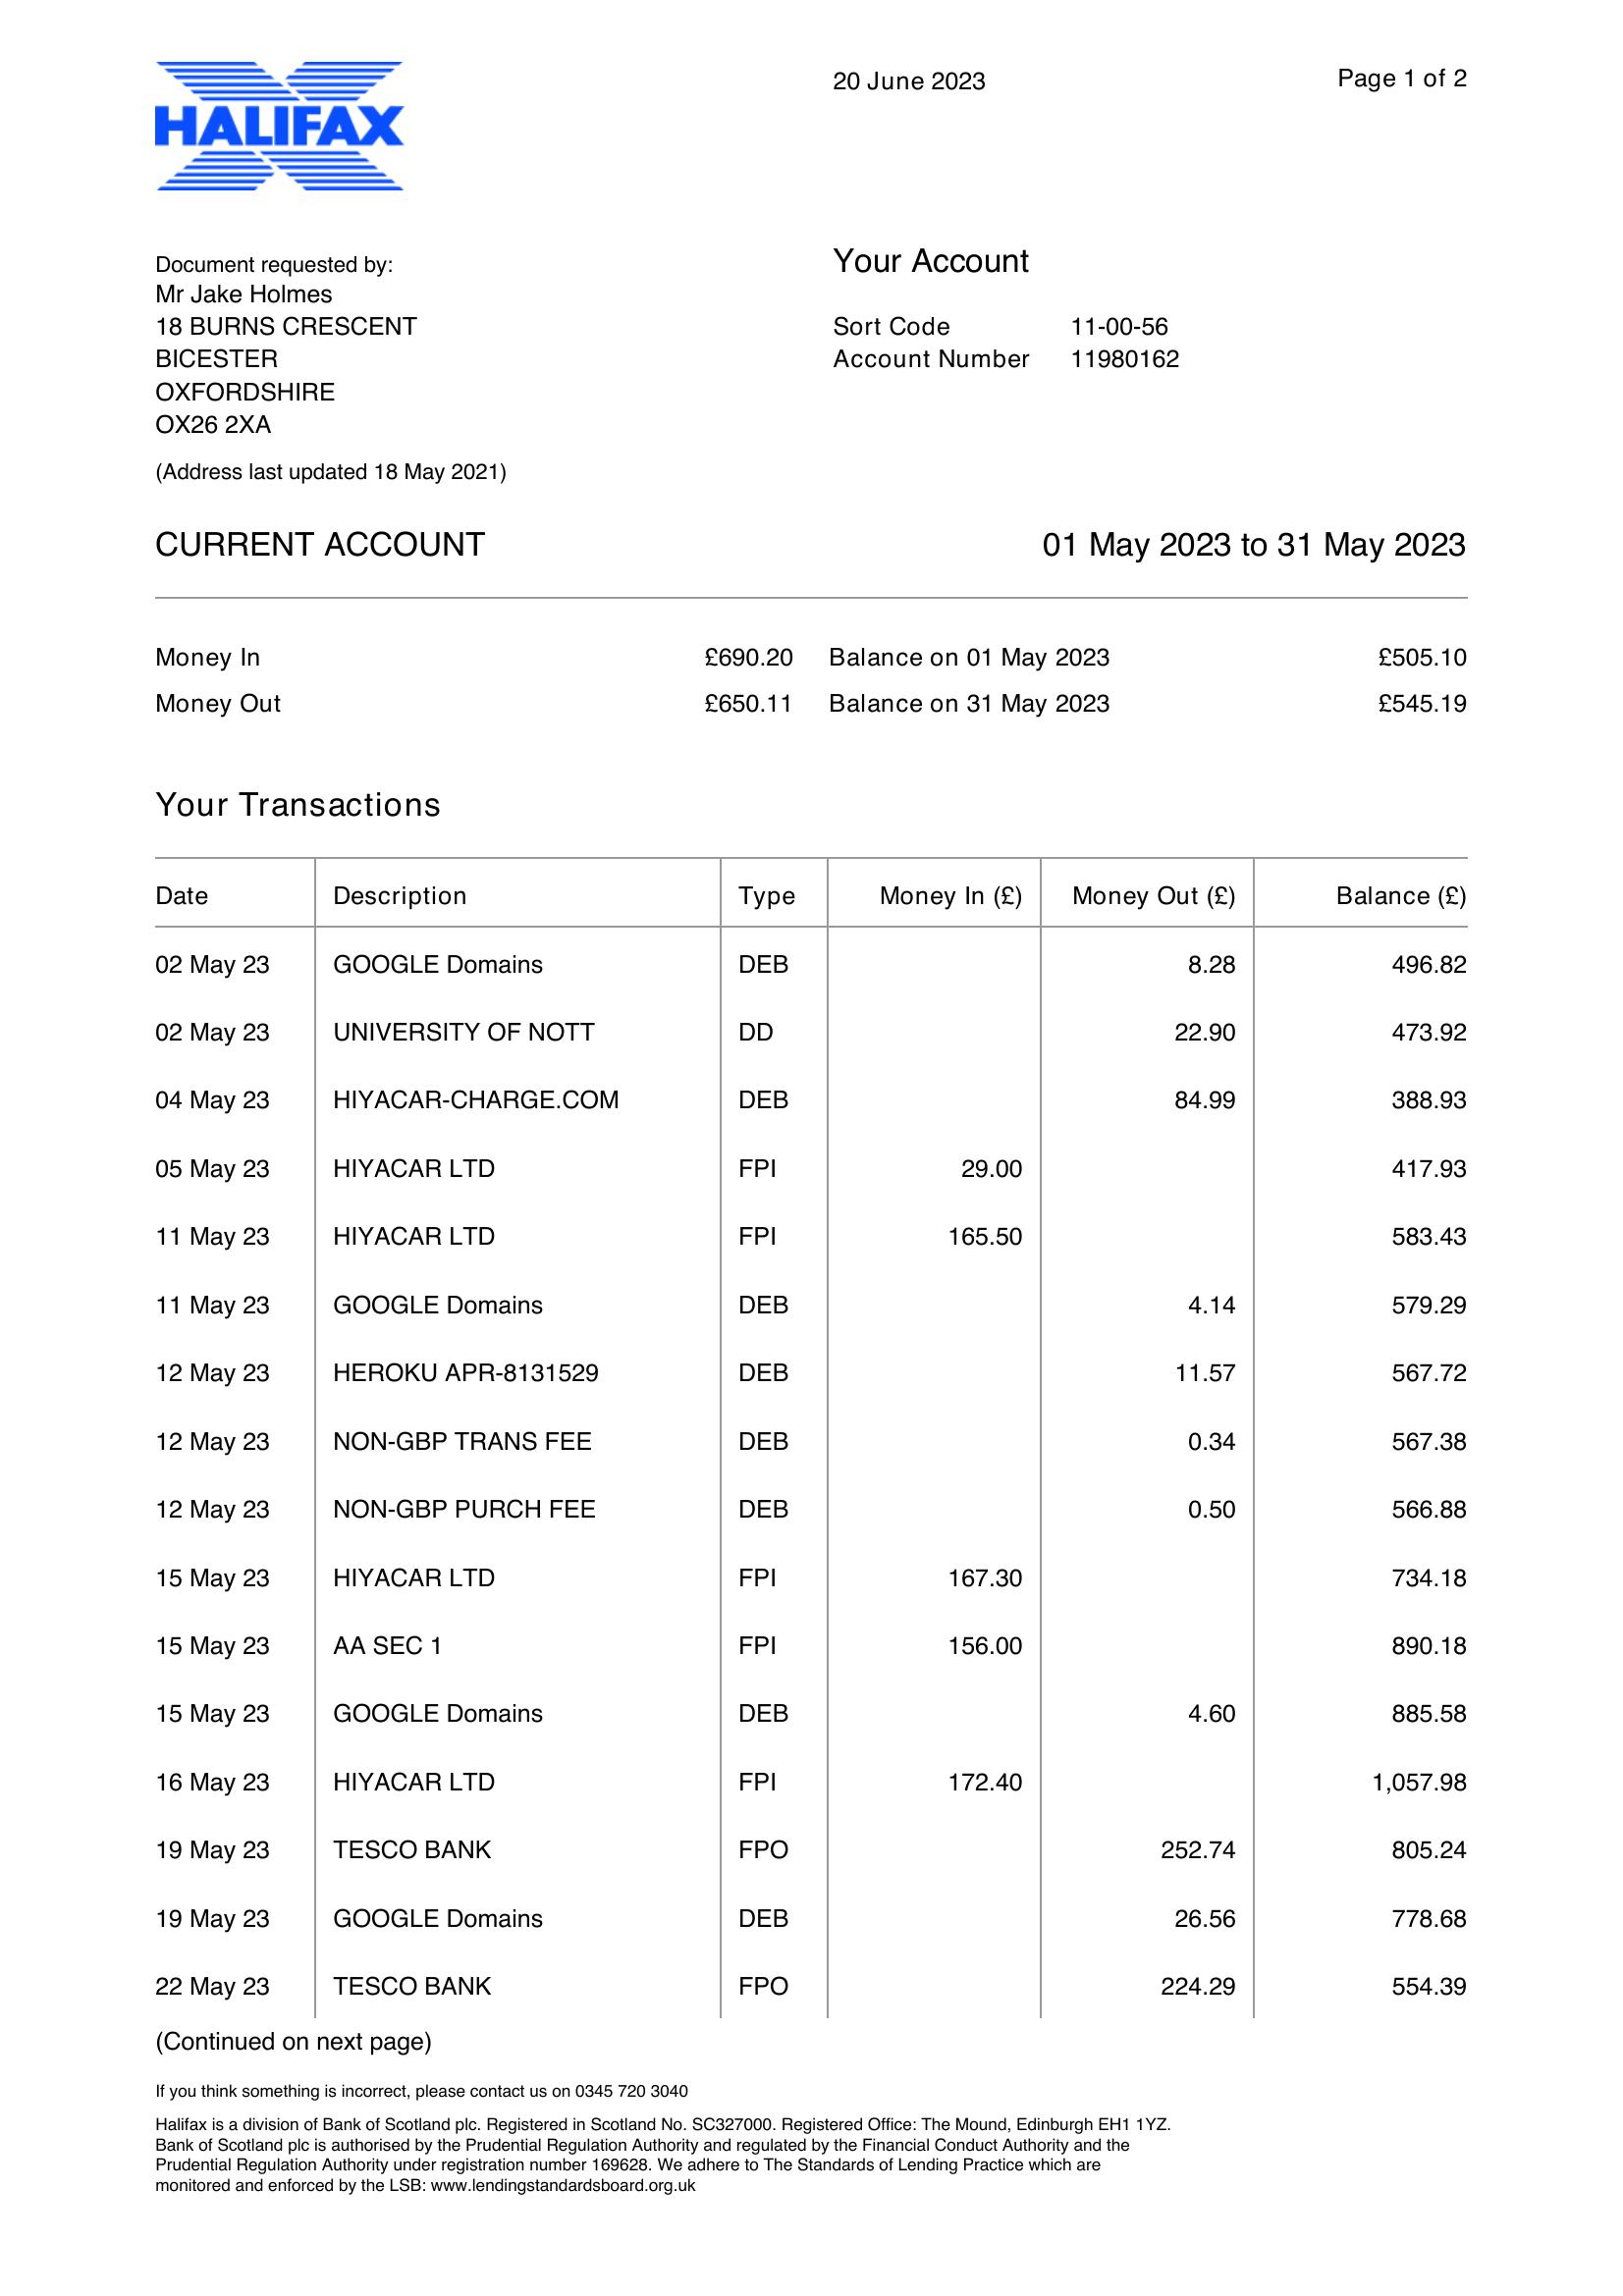 HALIFAX
20 June 2023
Page 1 of 2
Document requested by:
Mr Jake Holmes
18 BURNS CRESCENT
BICESTER
OXFORDSHIRE
OX26 2XA
(Address last updated 18 May 2021)
Your Account
Sort Code 11-00-56
Account Number 11980162
CURRENT ACCOUNT 01 May 2023 to 31 May 2023
Money In £690.20 Balance on 01 May 2023 £505.10
Money Out £650.11 Balance on 31 May 2023 £545.19
Your Transactions
Date Description Type Money In (£) Money Out (£) Balance (£)
02 May 23 GOOGLE Domains DEB 8.28 496.82
02 May 23 UNIVERSITY OF NOTT DD 22.90 473.92
04 May 23 HIYACAR-CHARGE.COM DEB 84.99 388.93
05 May 23 HIYACAR LTD FPI 29.00 417.93
11 May 23 HIYACAR LTD FPI 165.50 583.43
11 May 23 GOOGLE Domains DEB 4.14 579.29
12 May 23 HEROKU APR-8131529 DEB 11.57 567.72
12 May 23 NON-GBP TRANS FEE DEB 0.34 567.38
12 May 23 NON-GBP PURCH FEE DEB 0.50 566.88
15 May 23 HIYACAR LTD FPI 167.30 734.18
15 May 23 AA SEC 1 FPI 156.00 890.18
15 May 23 GOOGLE Domains DEB 4.60 885.58
16 May 23 HIYACAR LTD FPI 172.40 1,057.98
19 May 23 TESCO BANK FPO 252.74 805.24
19 May 23 GOOGLE Domains DEB 26.56 778.68
22 May 23 TESCO BANK FPO 224.29 554.39
(Continued on next page)
If you think something is incorrect, please contact us on 0345 720 3040
Halifax is a division of Bank of Scotland plc. Registered in Scotland No. SC327000. Registered Office: The Mound, Edinburgh EH1 1YZ.
Bank of Scotland plc is authorised by the Prudential Regulation Authority and regulated by the Financial Conduct Authority and the
Prudential Regulation Authority under registration number 169628. We adhere to The Standards of Lending Practice which are
monitored and enforced by the LSB: www.lendingstandardsboard.org.uk